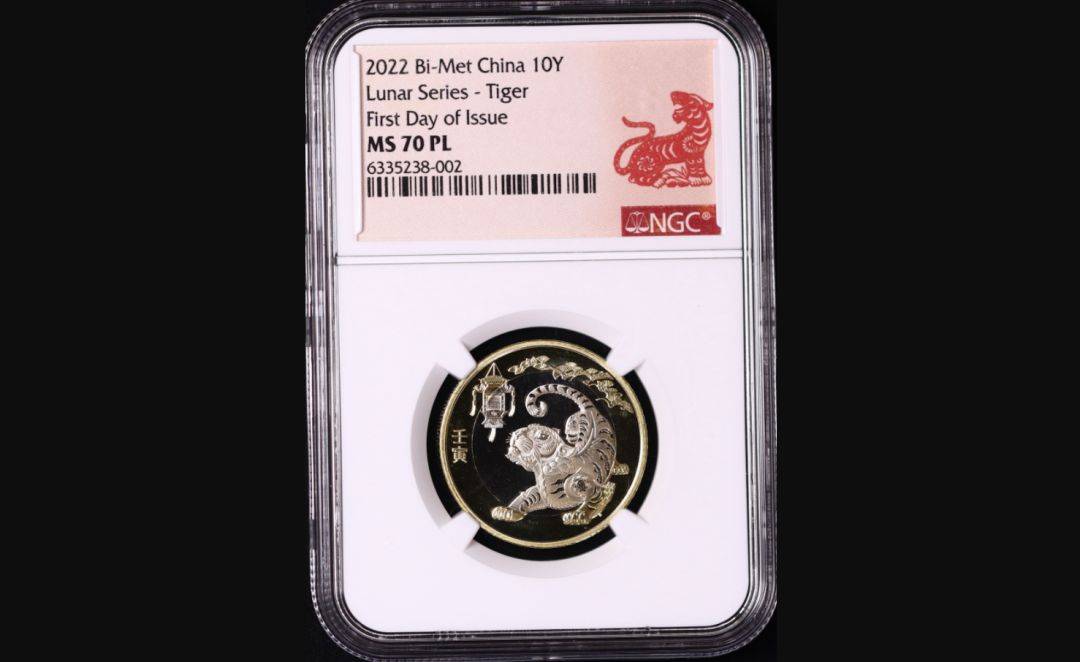 2022 Bi-Met China 10Y
Lunar Series - Tiger
First Day of Issue
MS 70 PL
6335238-002
NGC®
壬寅